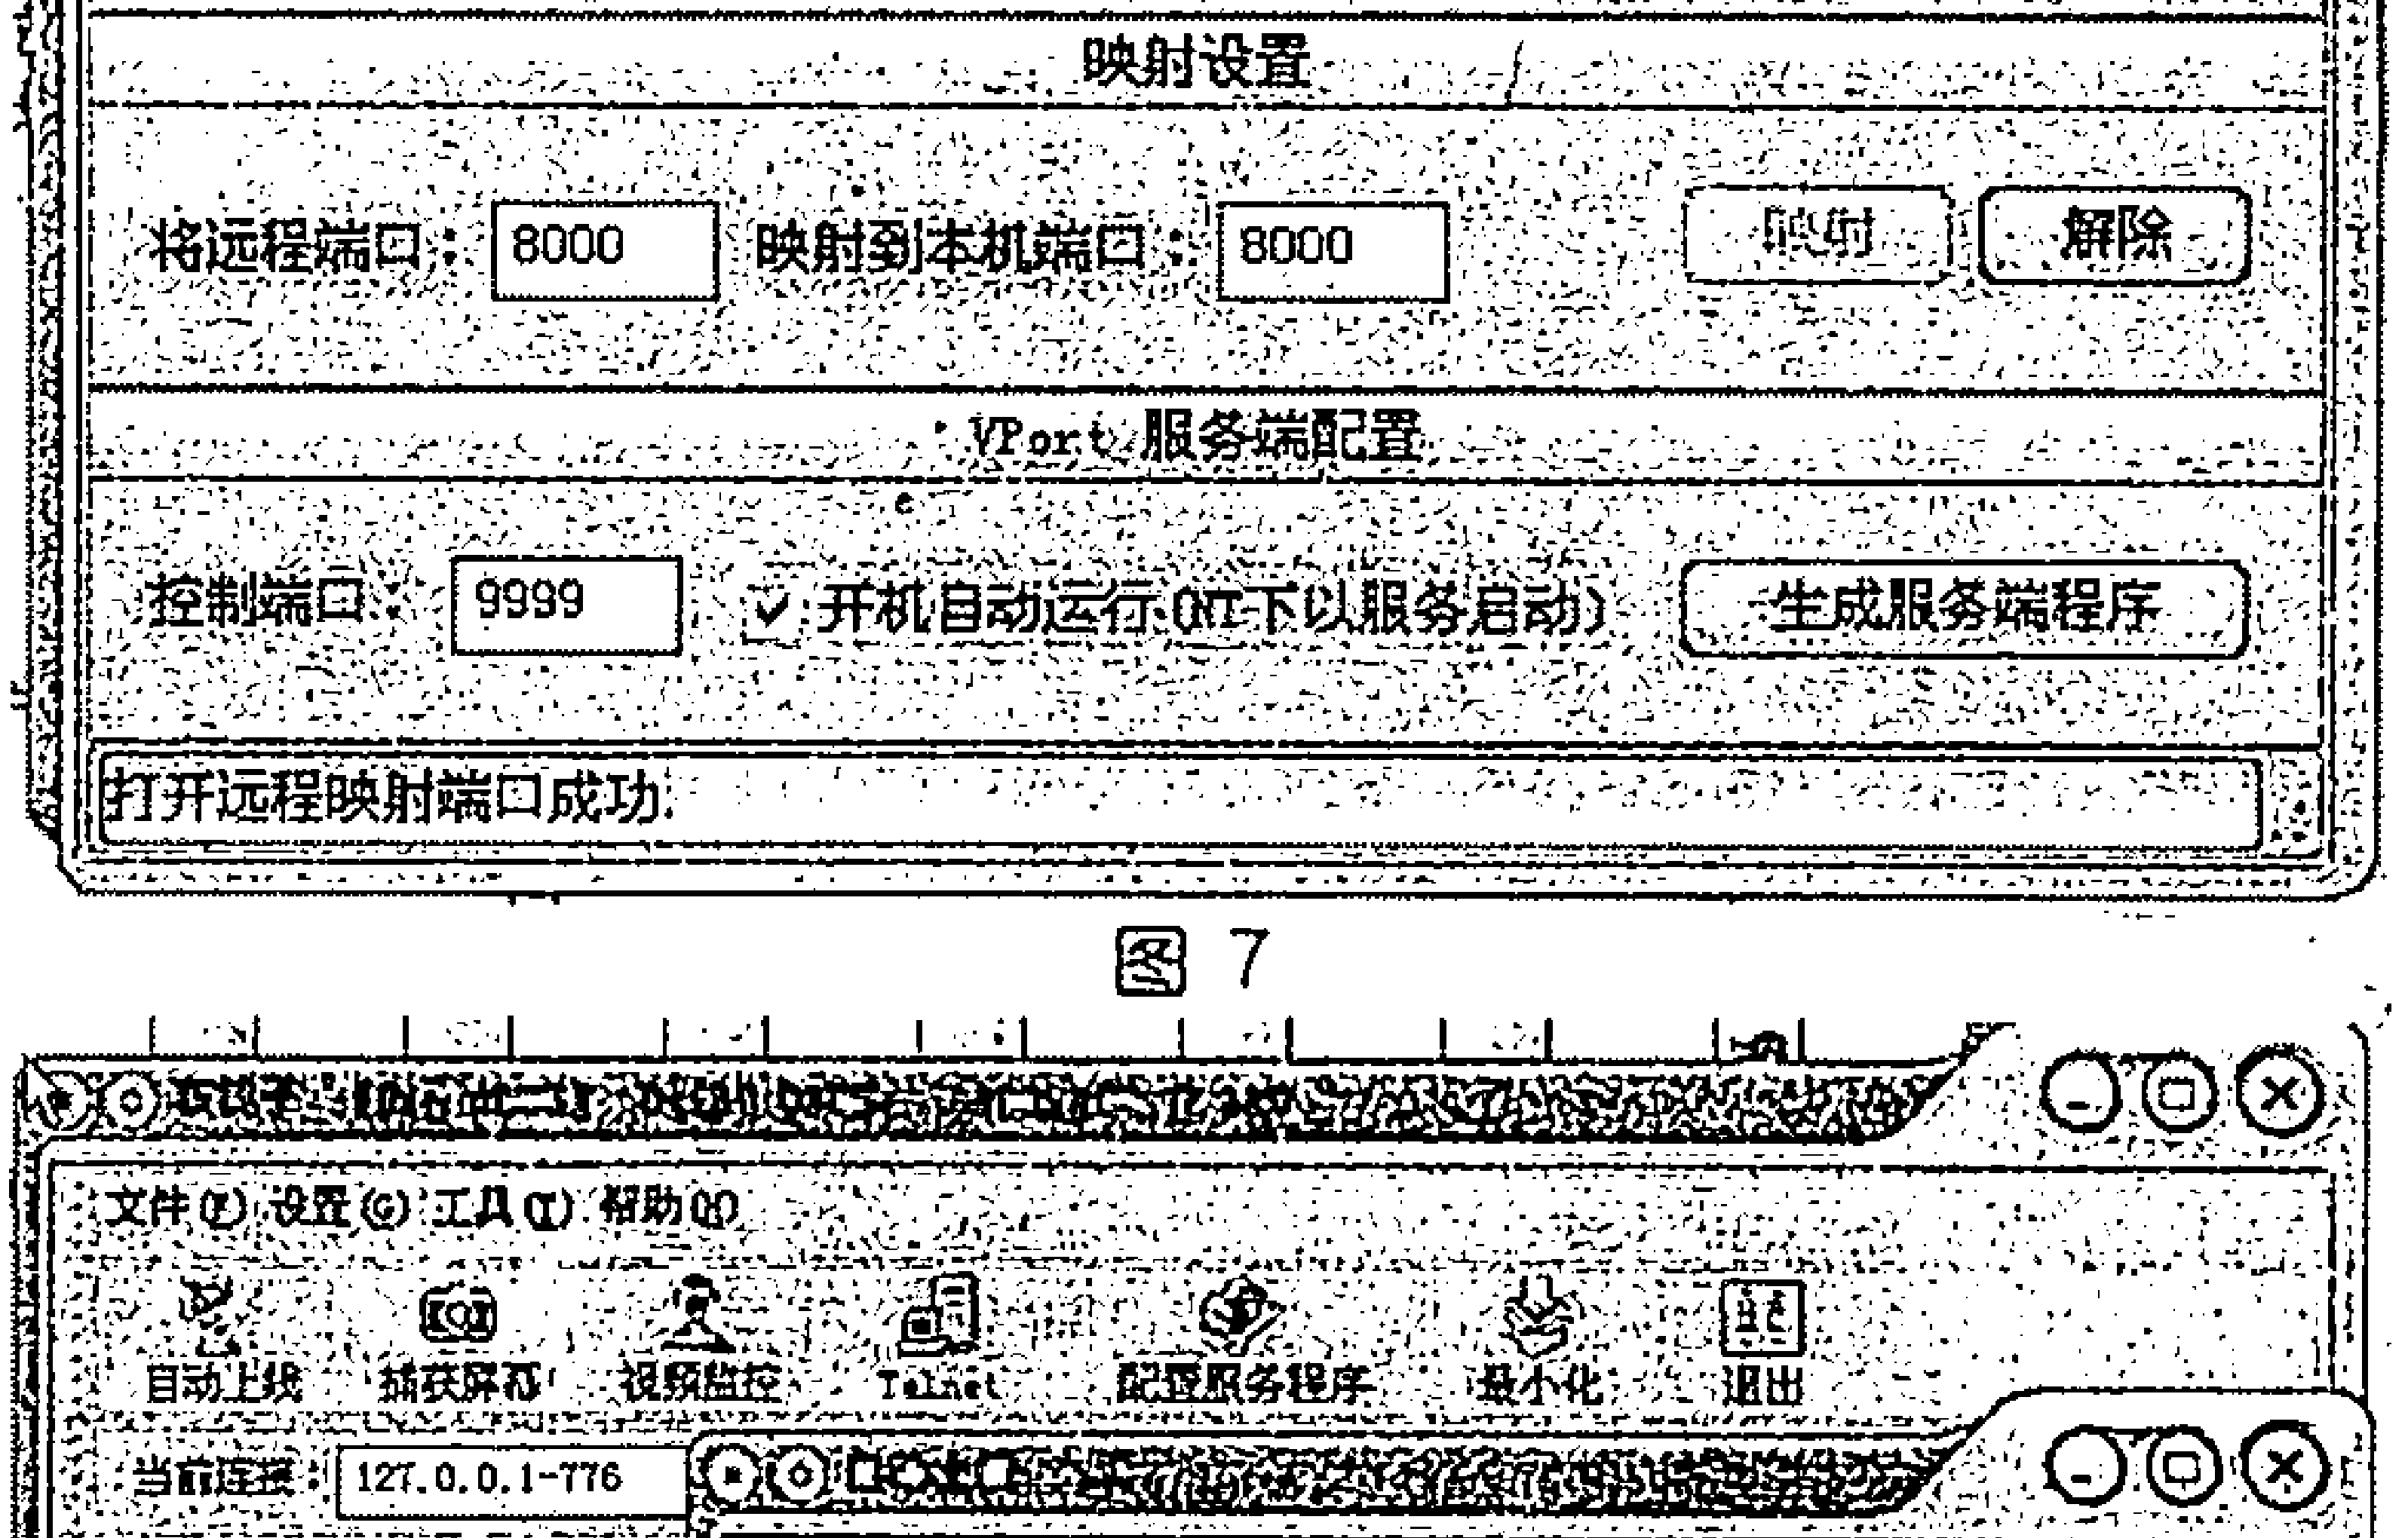 映射设置
将远程端口： 8000 映射到本机端口： 8000 映射 解除
VPort 服务端配置
控制端口： 9999 开机自动运行(NT下以服务启动) 生成服务端程序
打开远程映射端口成功.
图 7
文件(F) 设置(G) 工具(T) 帮助(H)
自动上线 捕获屏幕 视频监控 Telnet 配置服务程序 最小化 退出
当前连接： 127.0.0.1-776